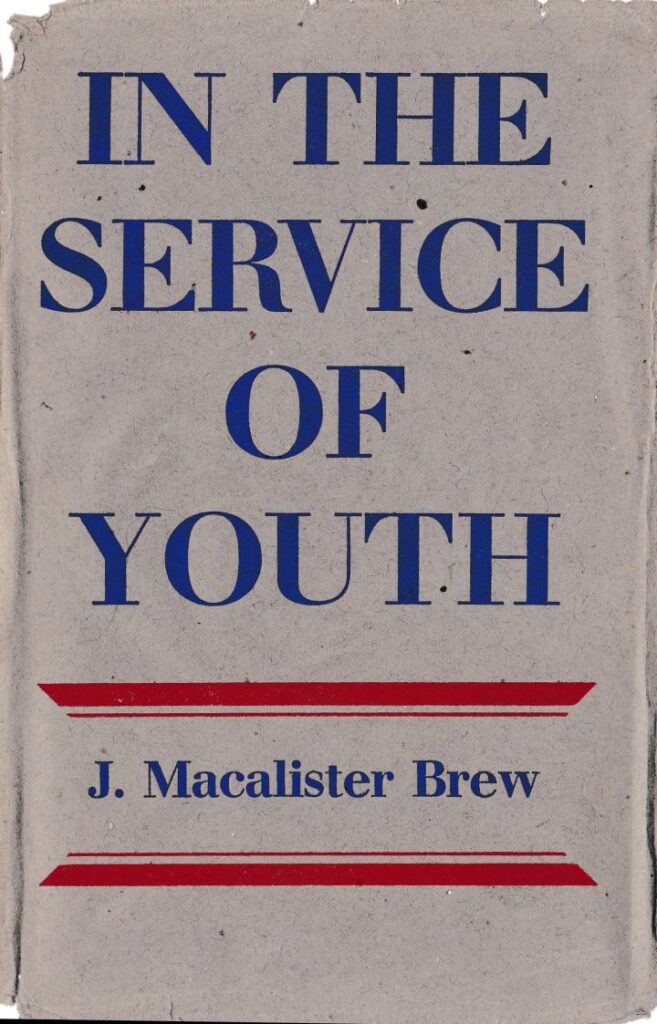 IN THE
SERVICE
OF
YOUTH
J. Macalister Brew